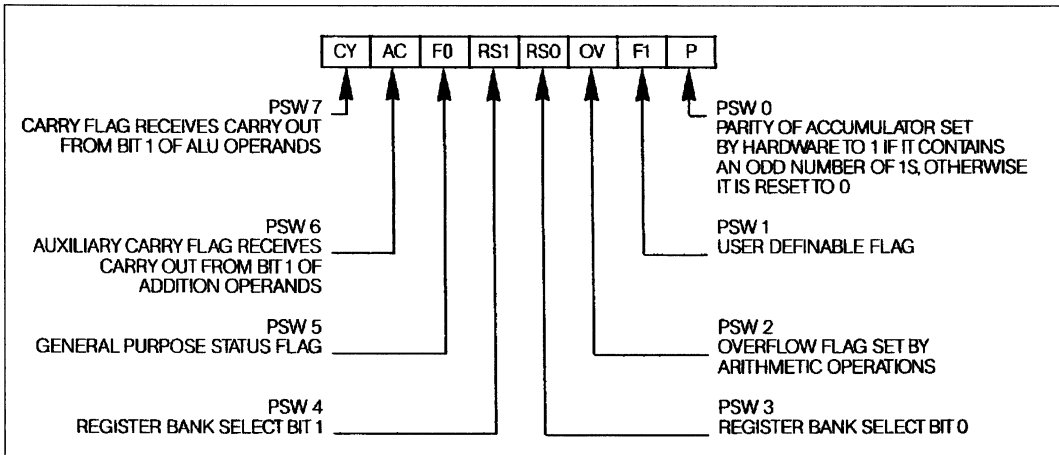 CY AC F0 RS1 RS0 OV F1 P
PSW 7
CARRY FLAG RECEIVES CARRY OUT
FROM BIT 1 OF ALU OPERANDS
PSW 6
AUXILIARY CARRY FLAG RECEIVES
CARRY OUT FROM BIT 1 OF
ADDITION OPERANDS
PSW 5
GENERAL PURPOSE STATUS FLAG
PSW 4
REGISTER BANK SELECT BIT 1
PSW 0
PARITY OF ACCUMULATOR SET
BY HARDWARE TO 1 IF IT CONTAINS
AN ODD NUMBER OF 1S, OTHERWISE
IT IS RESET TO 0
PSW 1
USER DEFINABLE FLAG
PSW 2
OVERFLOW FLAG SET BY
ARITHMETIC OPERATIONS
PSW 3
REGISTER BANK SELECT BIT 0